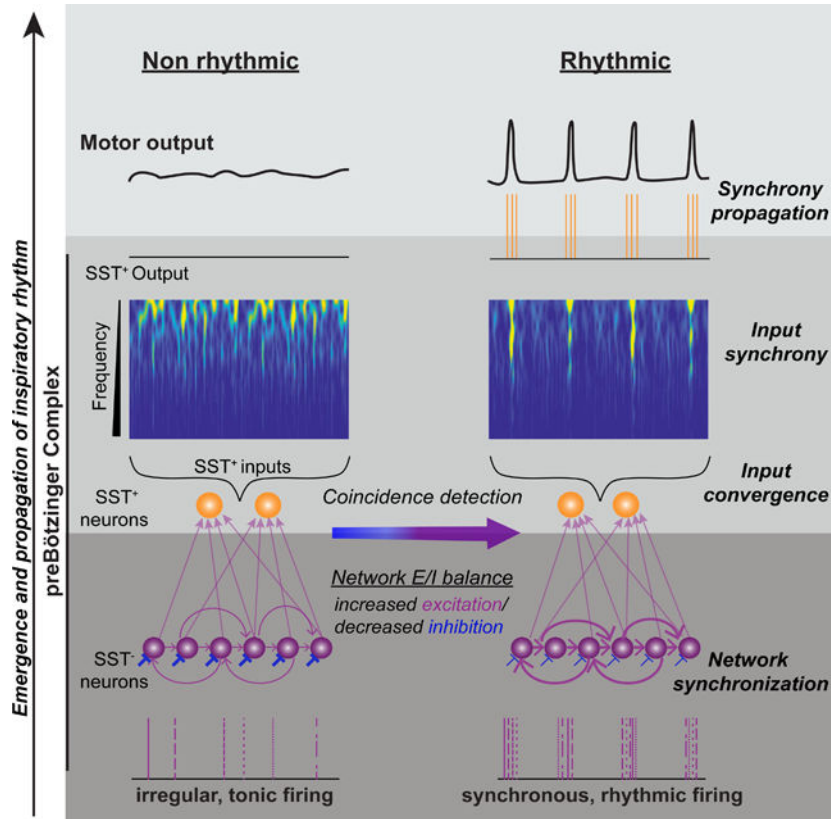 Non rhythmic
Rhythmic
Motor output
Synchrony
propagation
SST⁺ Output
Frequency
Input
synchrony
SST⁺ inputs
SST⁺
neurons
Coincidence detection
Input
convergence
Network E/I balance
increased excitation/
decreased inhibition
SST⁻
neurons
Network
synchronization
irregular, tonic firing
synchronous, rhythmic firing
Emergence and propagation of inspiratory rhythm
preBötzinger Complex